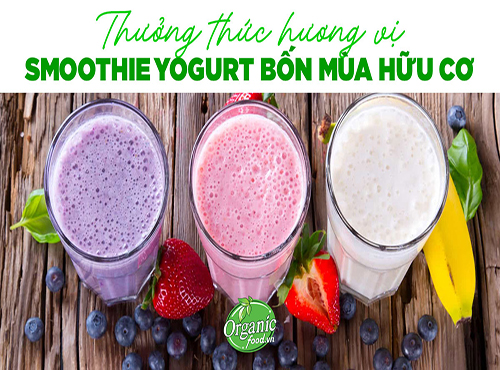 Thưởng thức hương vị
SMOOTHIE YOGURT BỐN MÙA HỮU CƠ
Organic
food.vn